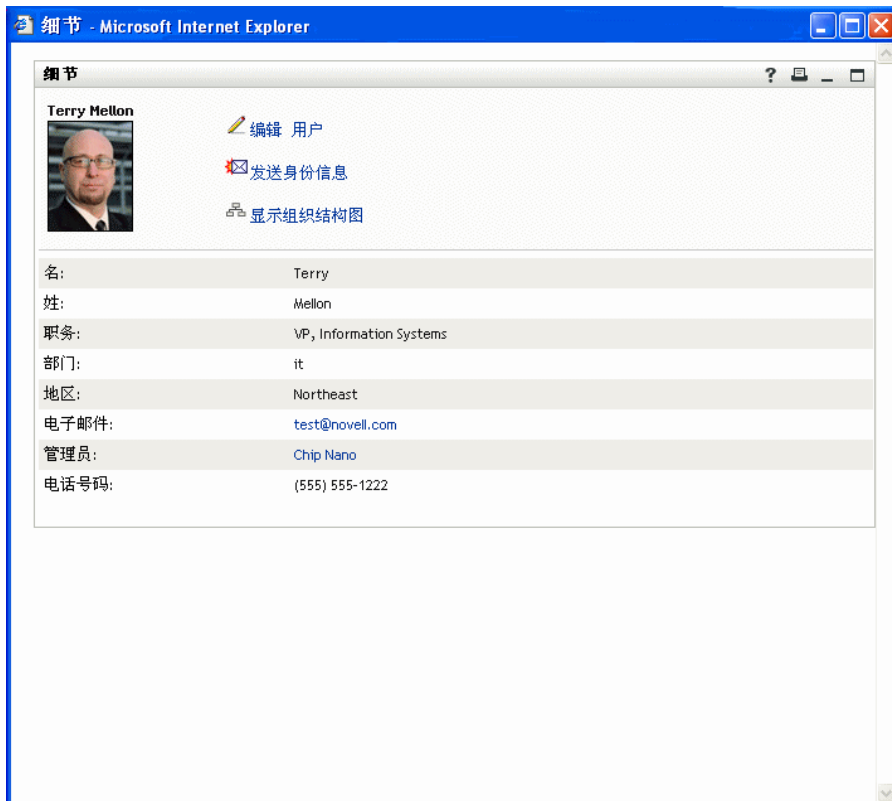 细节 - Microsoft Internet Explorer
细节
Terry Mellon
编辑 用户
发送身份信息
显示组织结构图
名: Terry
姓: Mellon
职务: VP, Information Systems
部门: it
地区: Northeast
电子邮件: test@novell.com
管理员: Chip Nano
电话号码: (555) 555-1222